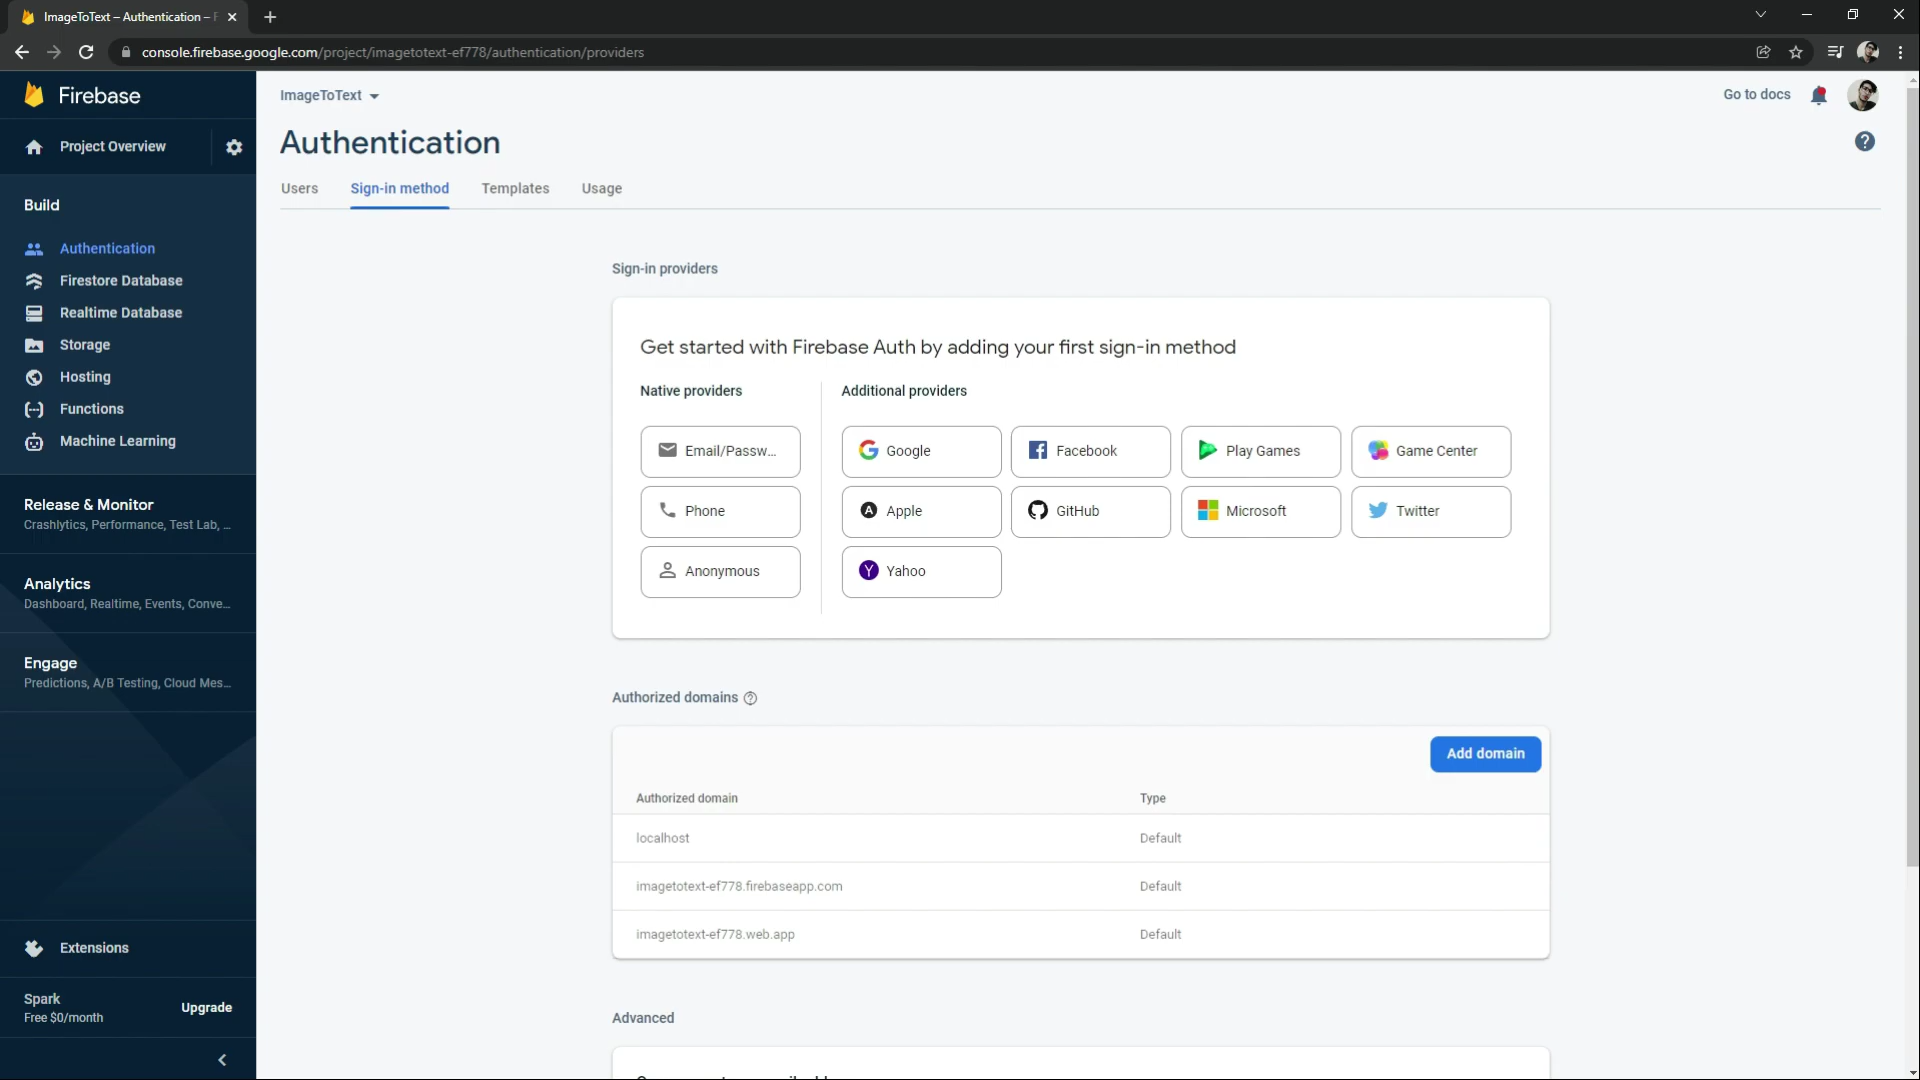 ImageToText – Authentication – F
console.firebase.google.com/project/imagetotext-ef778/authentication/providers
Firebase
ImageToText
Go to docs
Project Overview
Authentication
Users
Sign-in method
Templates
Usage
Build
Authentication
Firestore Database
Realtime Database
Storage
Hosting
Functions
Machine Learning
Release & Monitor
Crashlytics, Performance, Test Lab, ...
Analytics
Dashboard, Realtime, Events, Conve...
Engage
Predictions, A/B Testing, Cloud Mes...
Extensions
Spark
Free $0/month
Upgrade
Sign-in providers
Get started with Firebase Auth by adding your first sign-in method
Native providers
Additional providers
Email/Passw...
Google
Facebook
Play Games
Game Center
Phone
Apple
GitHub
Microsoft
Twitter
Anonymous
Yahoo
Authorized domains
Add domain
Authorized domain
Type
localhost
Default
imagetotext-ef778.firebaseapp.com
Default
imagetotext-ef778.web.app
Default
Advanced